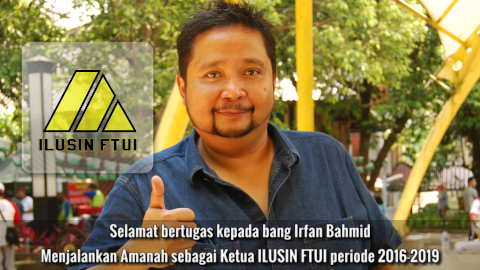 ILUSIN FTUI
Selamat bertugas kepada bang Irfan Bahmid
Menjalankan Amanah sebagai Ketua ILUSIN FTUI periode 2016-2019